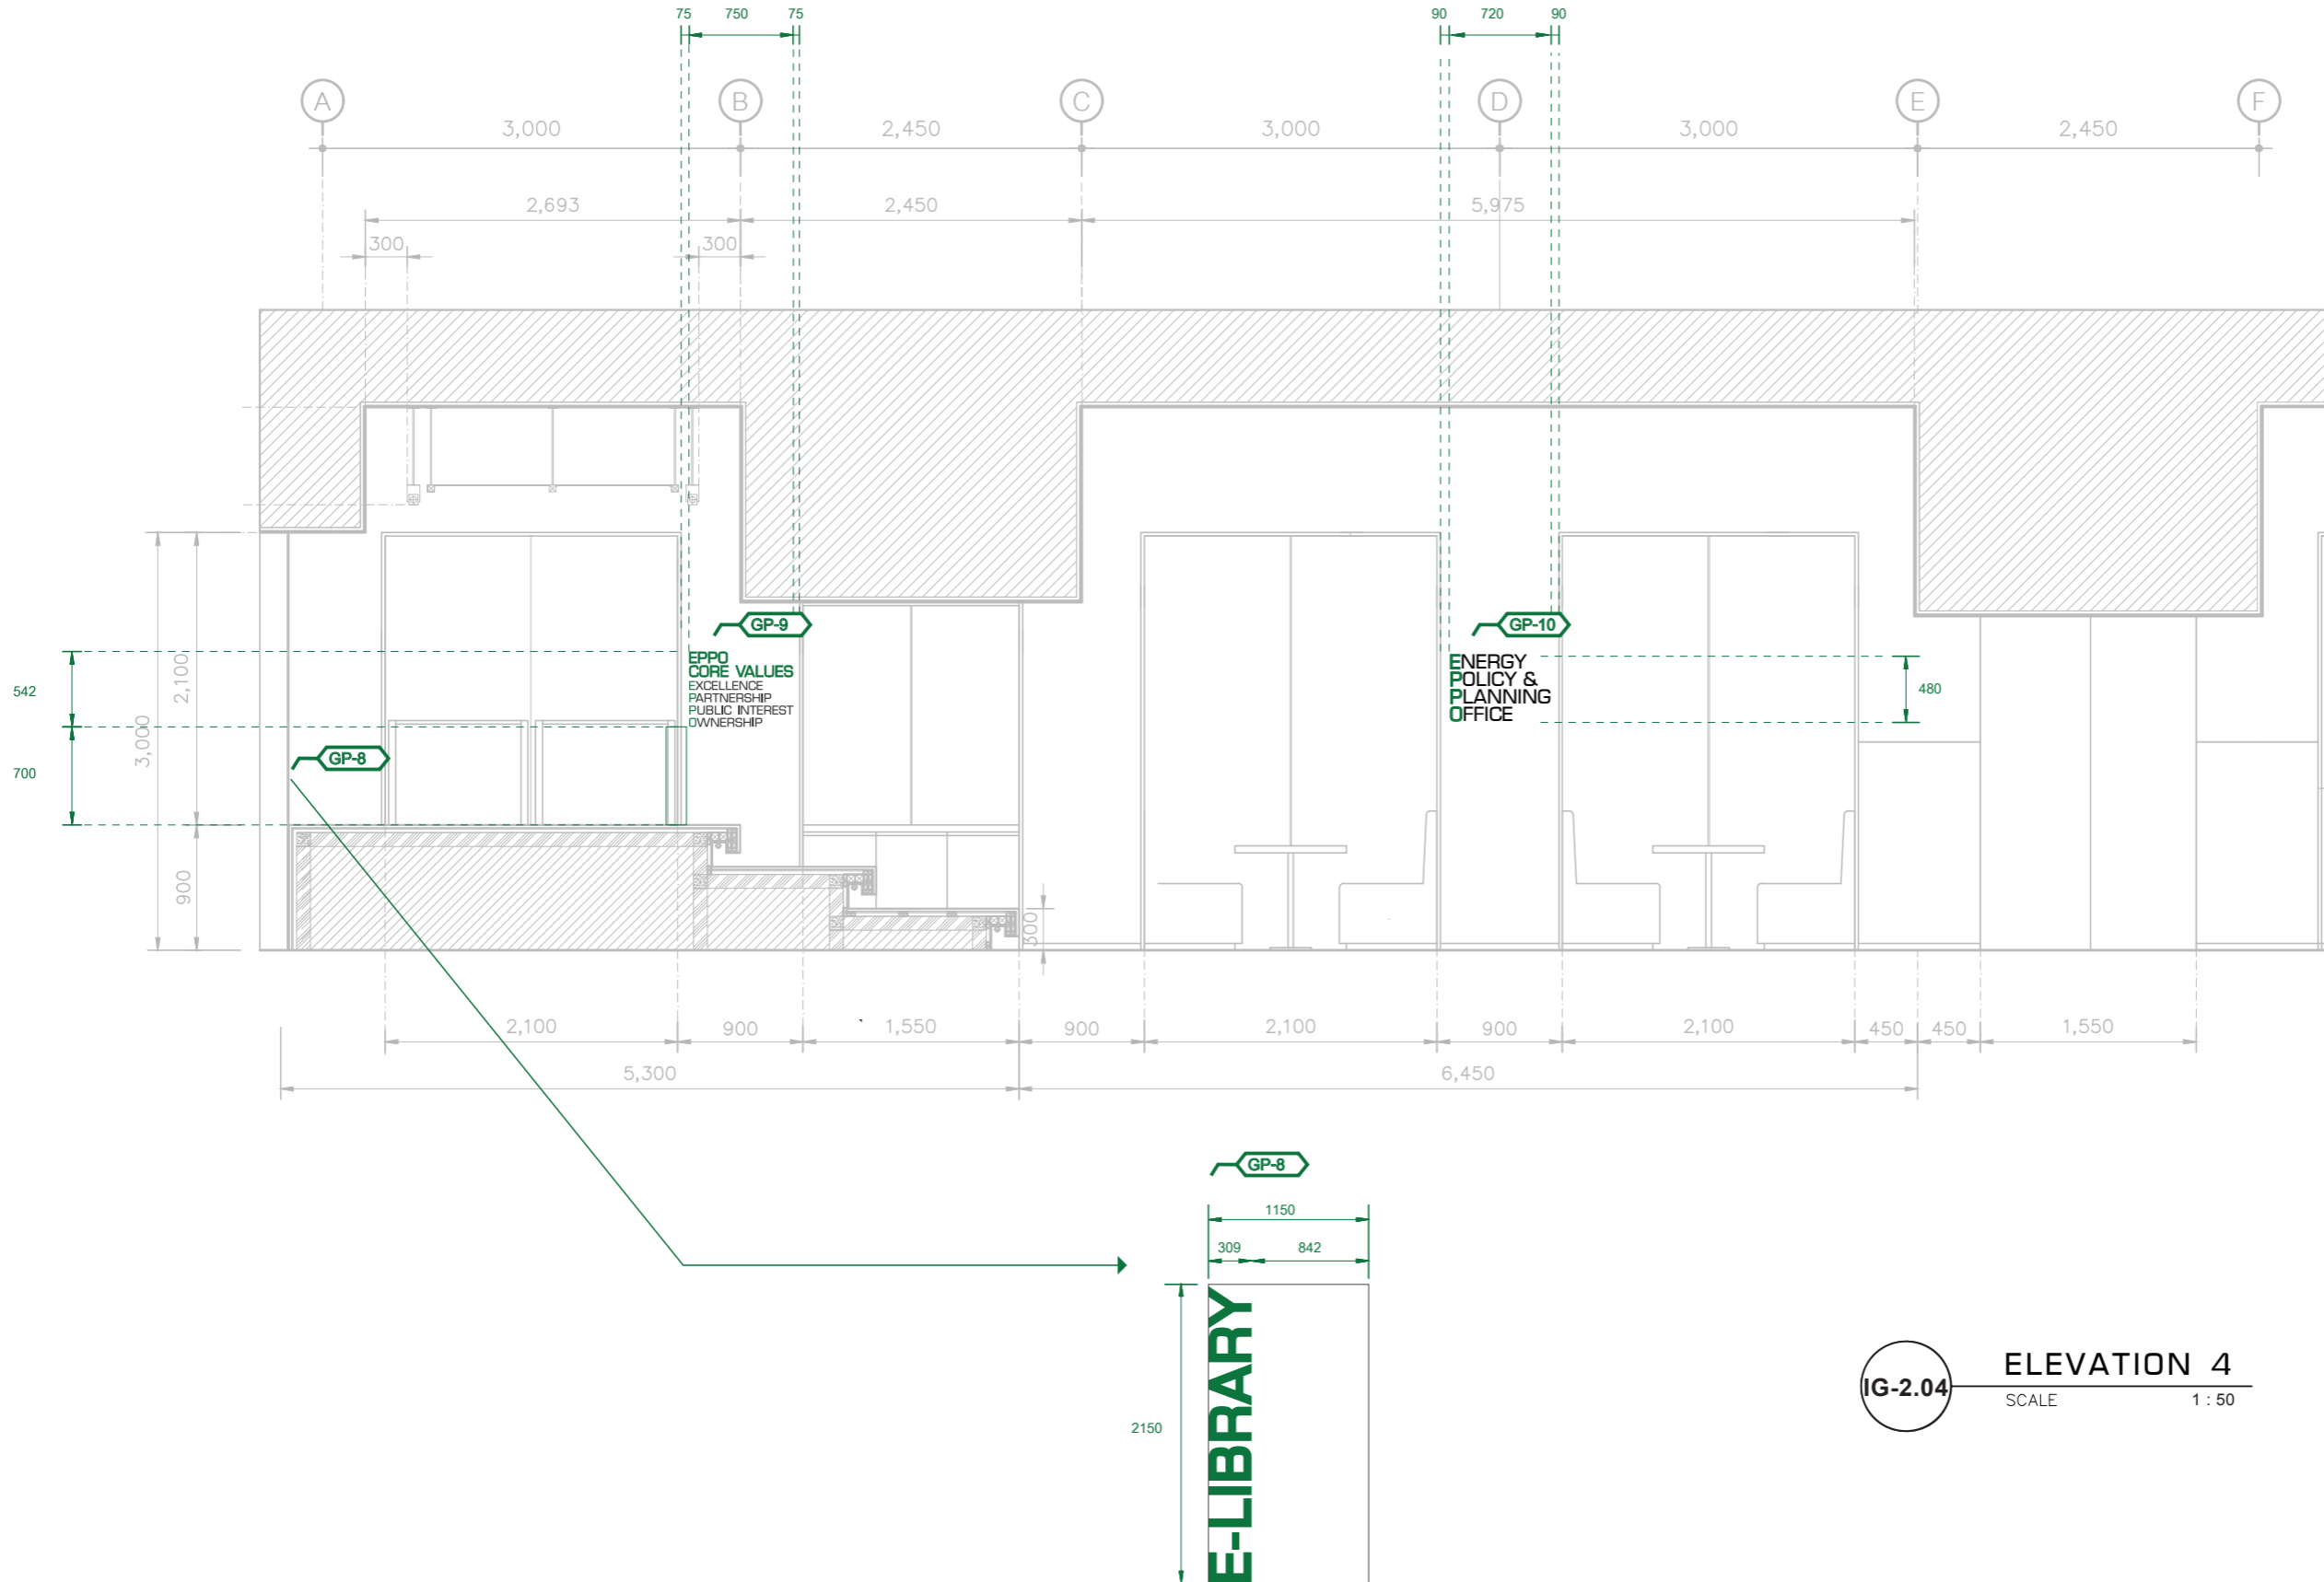 75 750 75
90 720 90
A B C D E F
3,000 2,450 3,000 3,000 2,450
2,693 2,450 5,975
300 300
GP-9
GP-10
EPPO
CORE VALUES
EXCELLENCE
PARTNERSHIP
PUBLIC INTEREST
OWNERSHIP
ENERGY
POLICY &
PLANNING
OFFICE
480
542
700
3,000
2,100
900
GP-8
300
2,100 900 1,550 900 2,100 900 2,100 450 450 1,550
5,300 6,450
GP-8
1150
309 842
2150
E-LIBRARY
IG-2.04
ELEVATION 4
SCALE 1 : 50